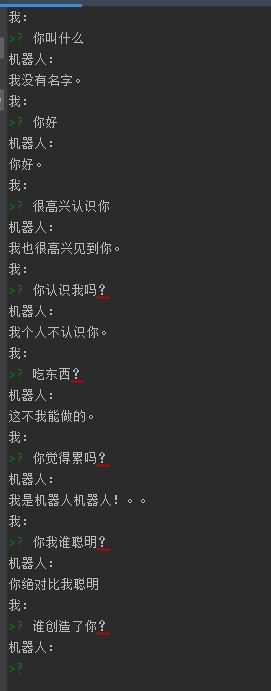 我:
>? 你叫什么
机器人:
我没有名字。
我:
>? 你好
机器人:
你好。
我:
>? 很高兴认识你
机器人:
我也很高兴见到你。
我:
>? 你认识我吗？
机器人:
我个人不认识你。
我:
>? 吃东西？
机器人:
这不我能做的。
我:
>? 你觉得累吗？
机器人:
我是机器人机器人！。。
我:
>? 你我谁聪明？
机器人:
你绝对比我聪明
我:
>? 谁创造了你？
机器人:
>?